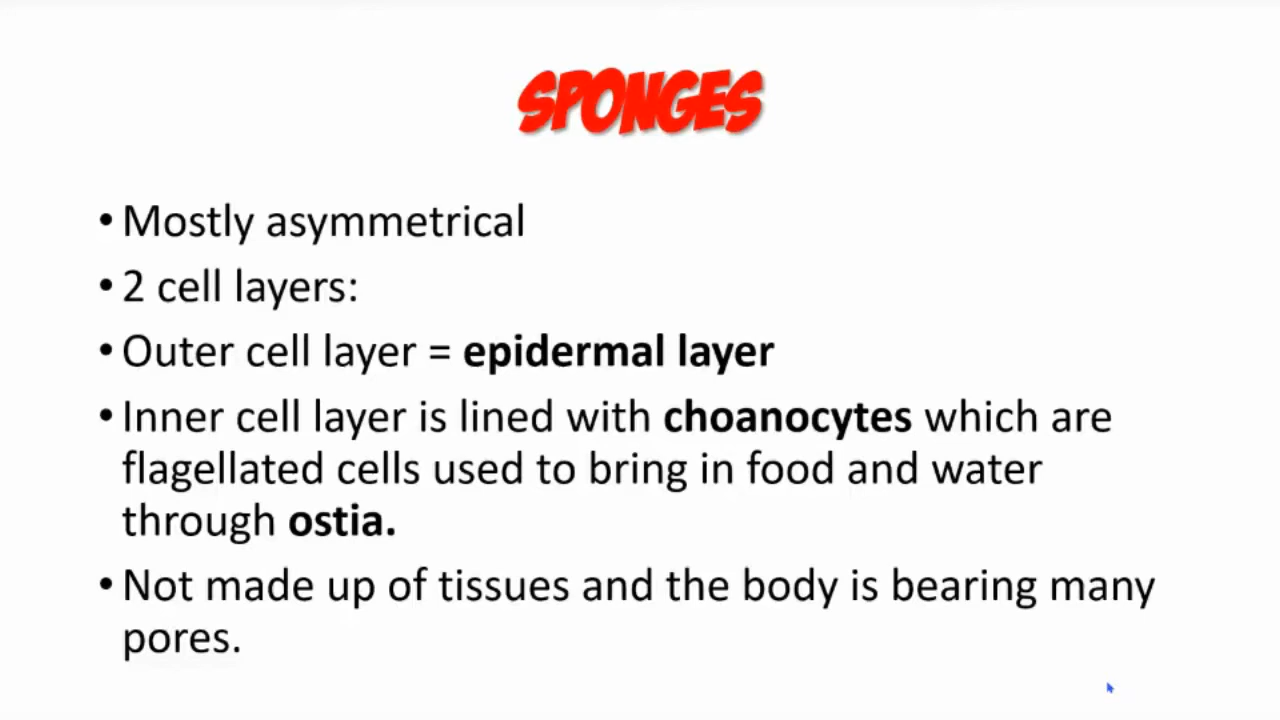 SPONGES
• Mostly asymmetrical
• 2 cell layers:
• Outer cell layer = epidermal layer
• Inner cell layer is lined with choanocytes which are
flagellated cells used to bring in food and water
through ostia.
• Not made up of tissues and the body is bearing many
pores.